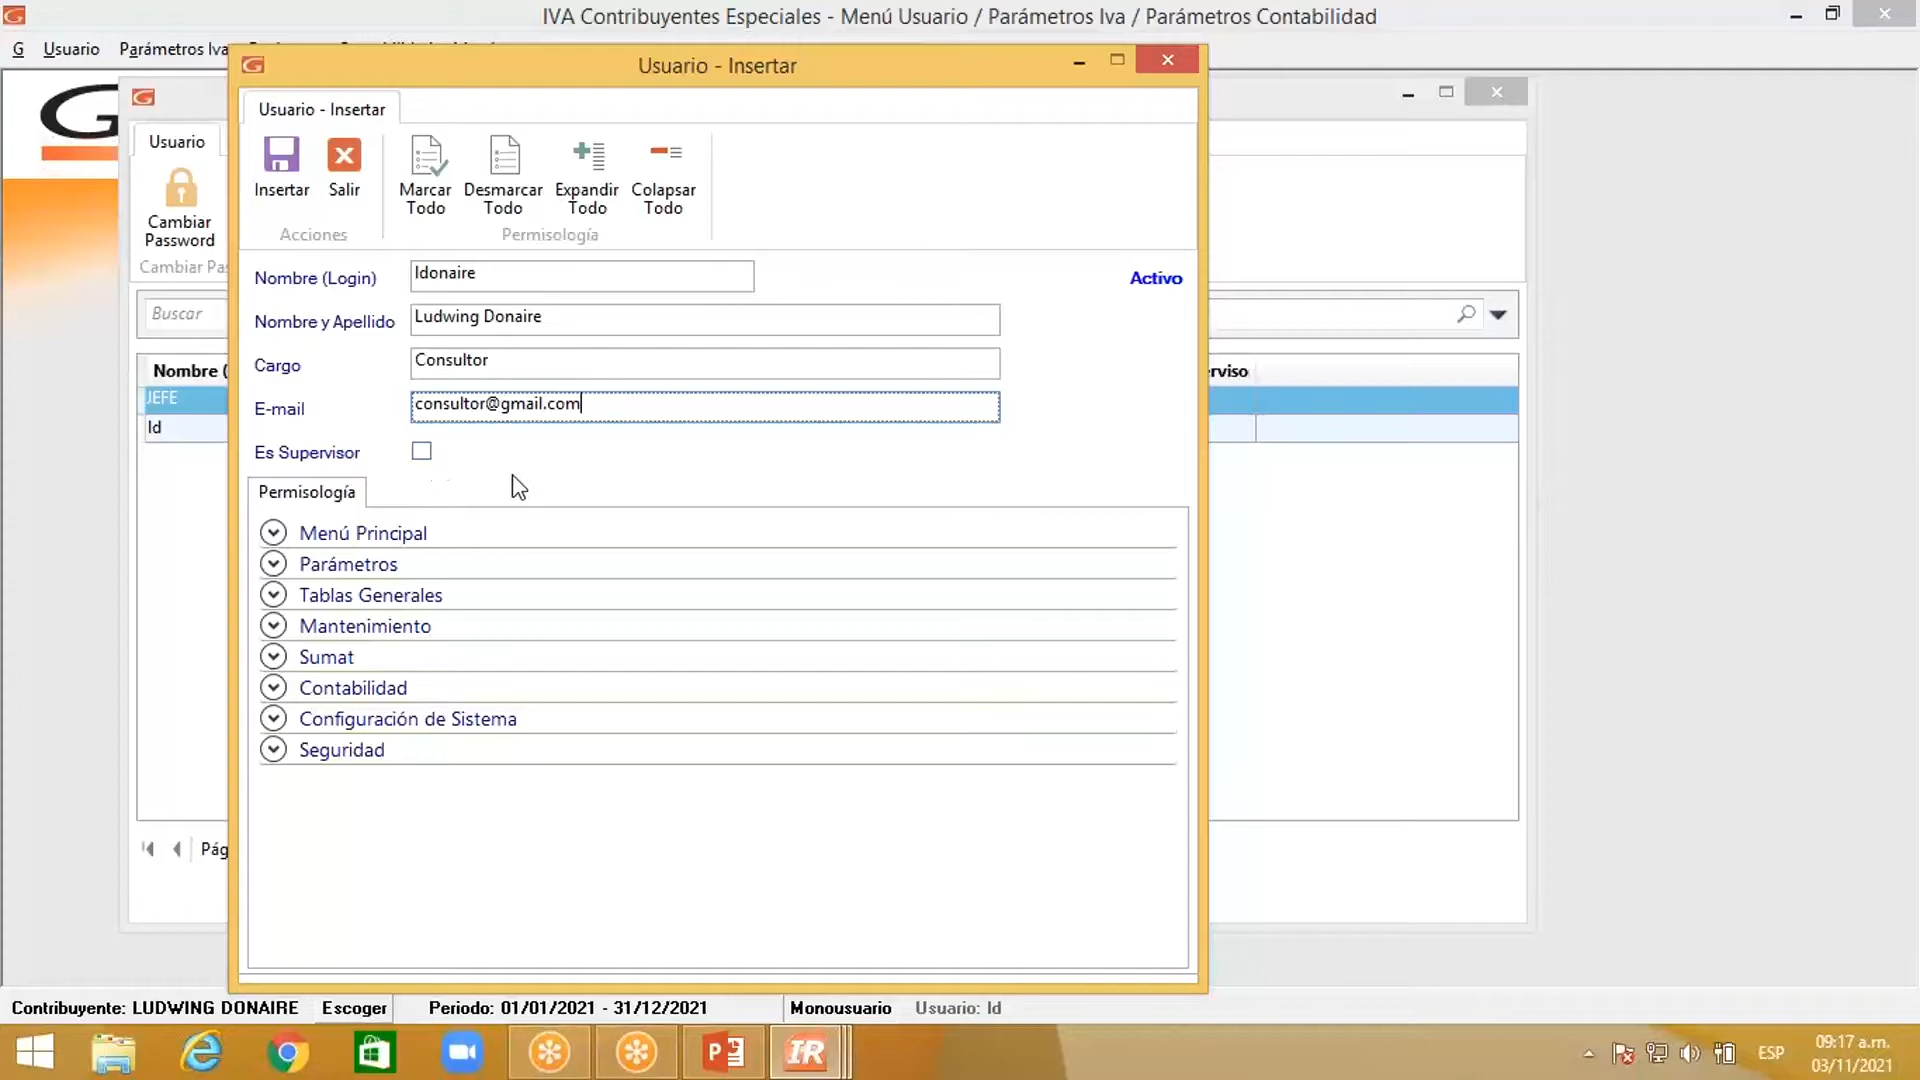 IVA Contribuyentes Especiales - Menú Usuario / Parámetros Iva / Parámetros Contabilidad
G Usuario Parámetros Iva
Usuario - Insertar
Usuario - Insertar
Usuario
Insertar
Salir
Marcar Todo
Desmarcar Todo
Expandir Todo
Colapsar Todo
Acciones
Permisología
Cambiar
Password
Cambiar Pa
Nombre (Login)
ldonaire
Activo
Nombre y Apellido
Ludwing Donaire
Buscar
Cargo
Consultor
Nombre (
rviso
JEFE
E-mail
consultor@gmail.com
ld
Es Supervisor
Permisología
Menú Principal
Parámetros
Tablas Generales
Mantenimiento
Sumat
Contabilidad
Configuración de Sistema
Seguridad
Pág
Contribuyente: LUDWING DONAIRE Escoger Periodo: 01/01/2021 - 31/12/2021 Monousuario Usuario: ld
IR
ESP
09:17 a.m.
03/11/2021